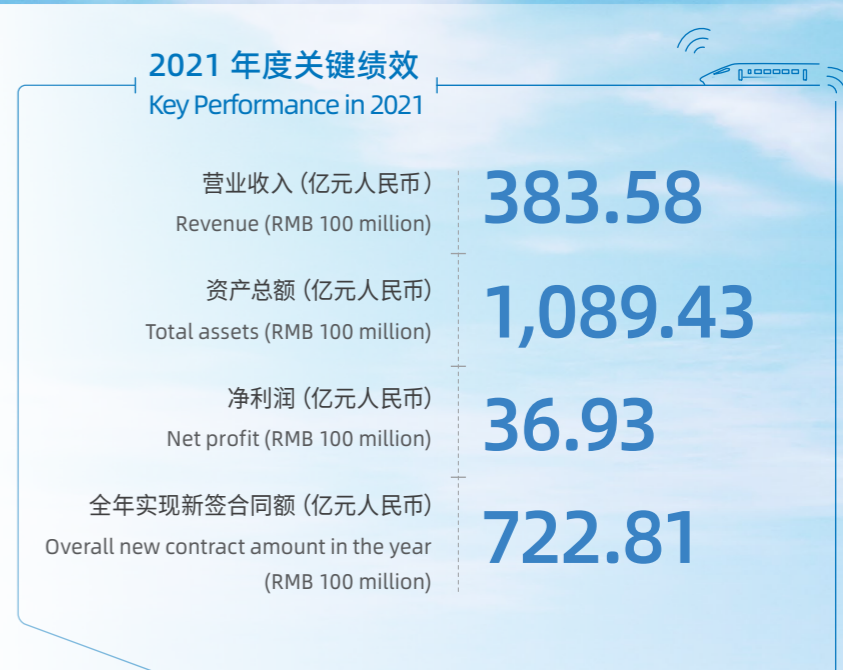 2021 年度关键绩效
Key Performance in 2021
营业收入（亿元人民币）
Revenue (RMB 100 million)
383.58
资产总额（亿元人民币）
Total assets (RMB 100 million)
1,089.43
净利润（亿元人民币）
Net profit (RMB 100 million)
36.93
全年实现新签合同额（亿元人民币）
Overall new contract amount in the year
(RMB 100 million)
722.81